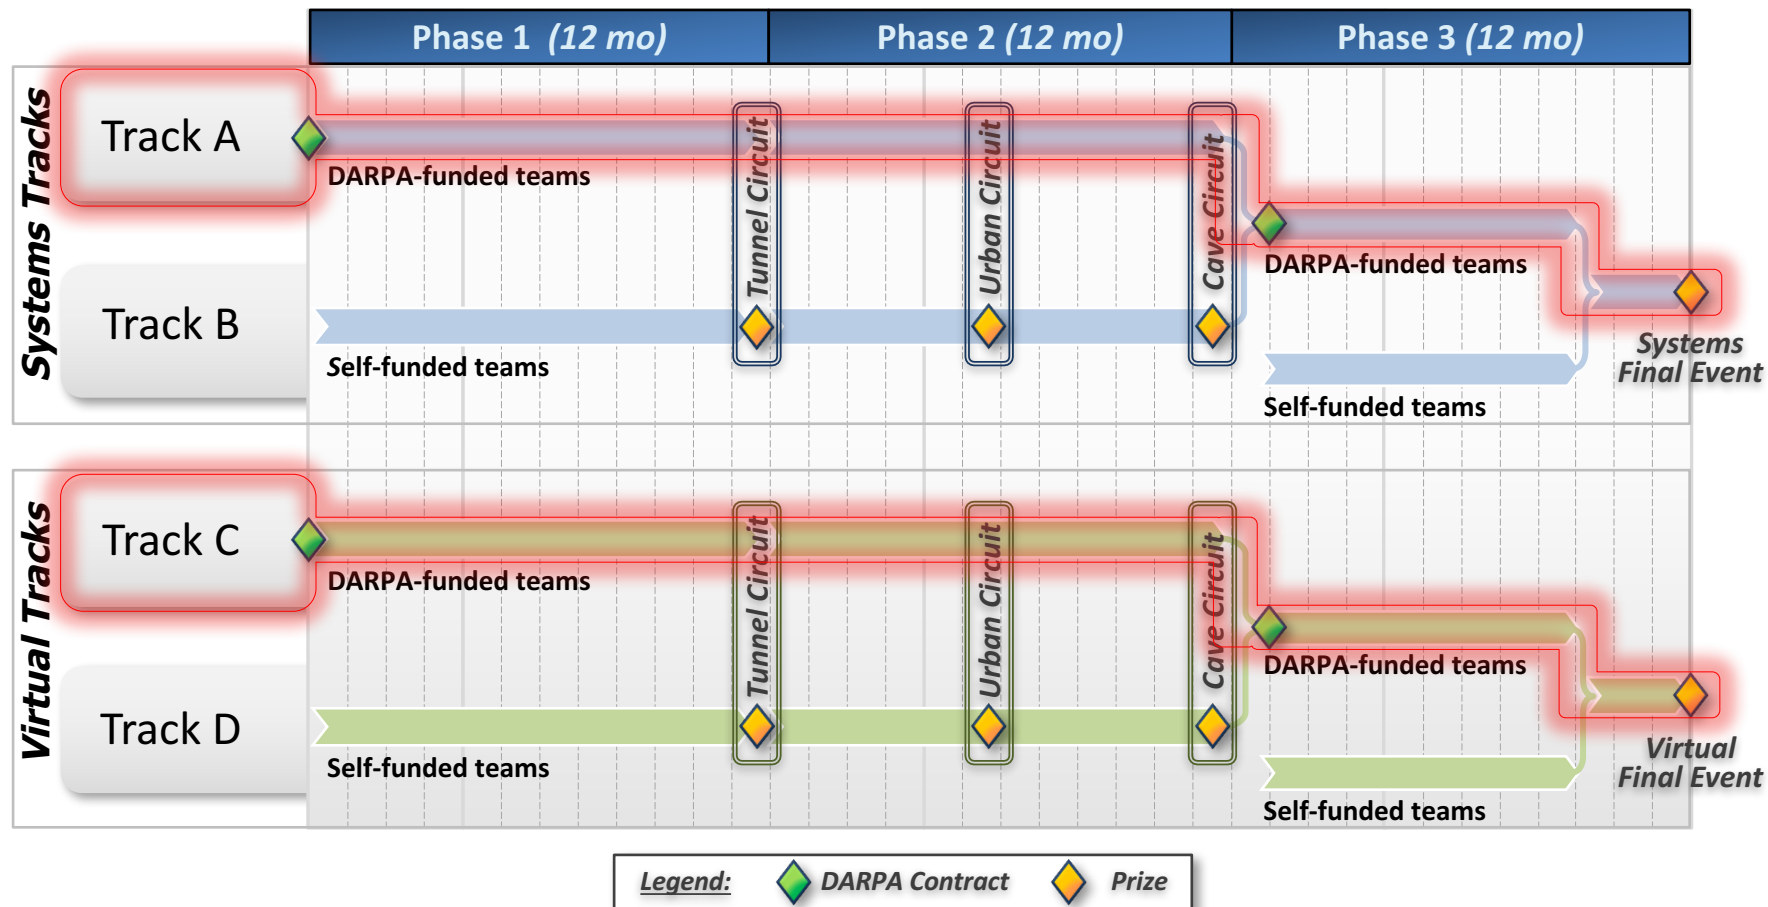 Phase 1 (12 mo)
Phase 2 (12 mo)
Phase 3 (12 mo)
Systems Tracks
Track A
DARPA-funded teams
Tunnel Circuit
Urban Circuit
Cave Circuit
DARPA-funded teams
Track B
Self-funded teams
Self-funded teams
Systems
Final Event
Virtual Tracks
Track C
DARPA-funded teams
Tunnel Circuit
Urban Circuit
Cave Circuit
DARPA-funded teams
Track D
Self-funded teams
Self-funded teams
Virtual
Final Event
Legend: DARPA Contract Prize